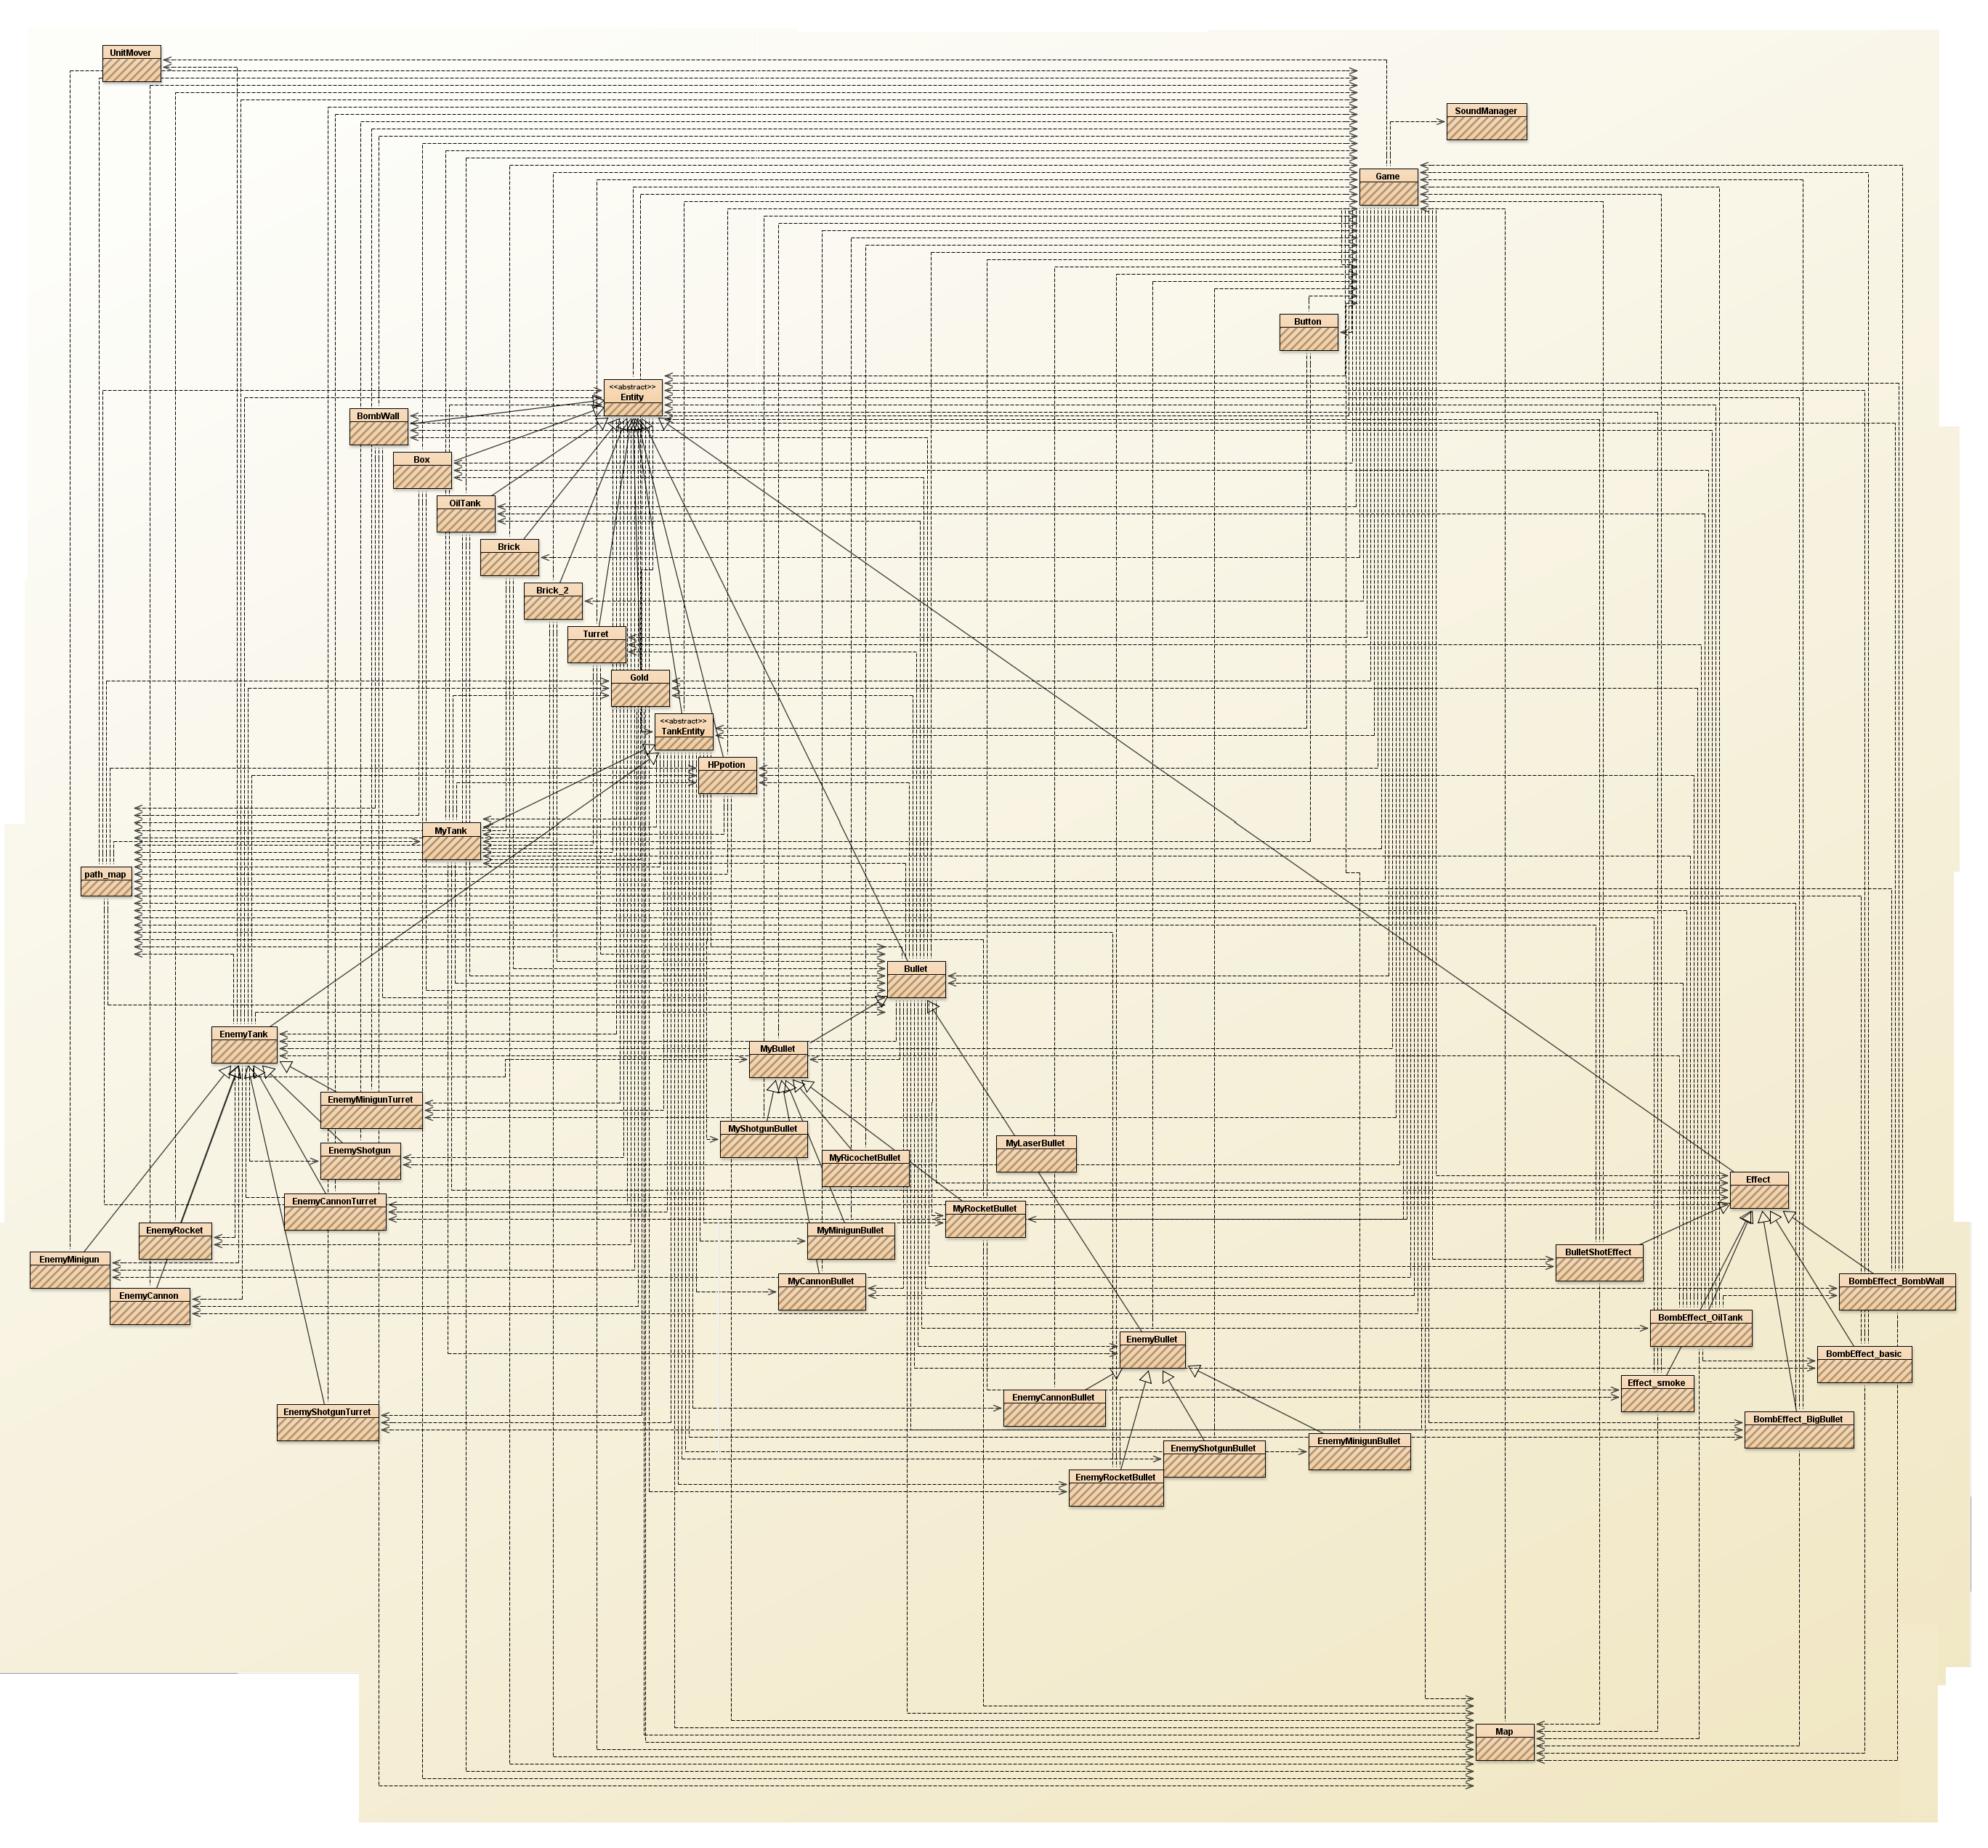 UnitMover
SoundManager
Game
Button
<<abstract>>
Entity
BombWall
Box
OilTank
Brick
Brick_2
Turret
Gold
<<abstract>>
TankEntity
HPpotion
MyTank
path_map
Bullet
EnemyTank
MyBullet
EnemyMinigunTurret
MyShotgunBullet
MyLaserBullet
EnemyShotgun
MyRicochetBullet
Effect
EnemyCannonTurret
MyRocketBullet
EnemyRocket
MyMinigunBullet
BulletShotEffect
EnemyMinigun
MyCannonBullet
BombEffect_BombWall
EnemyCannon
BombEffect_OilTank
EnemyBullet
BombEffect_basic
Effect_smoke
EnemyCannonBullet
EnemyShotgunTurret
BombEffect_BigBullet
EnemyMinigunBullet
EnemyShotgunBullet
EnemyRocketBullet
Map